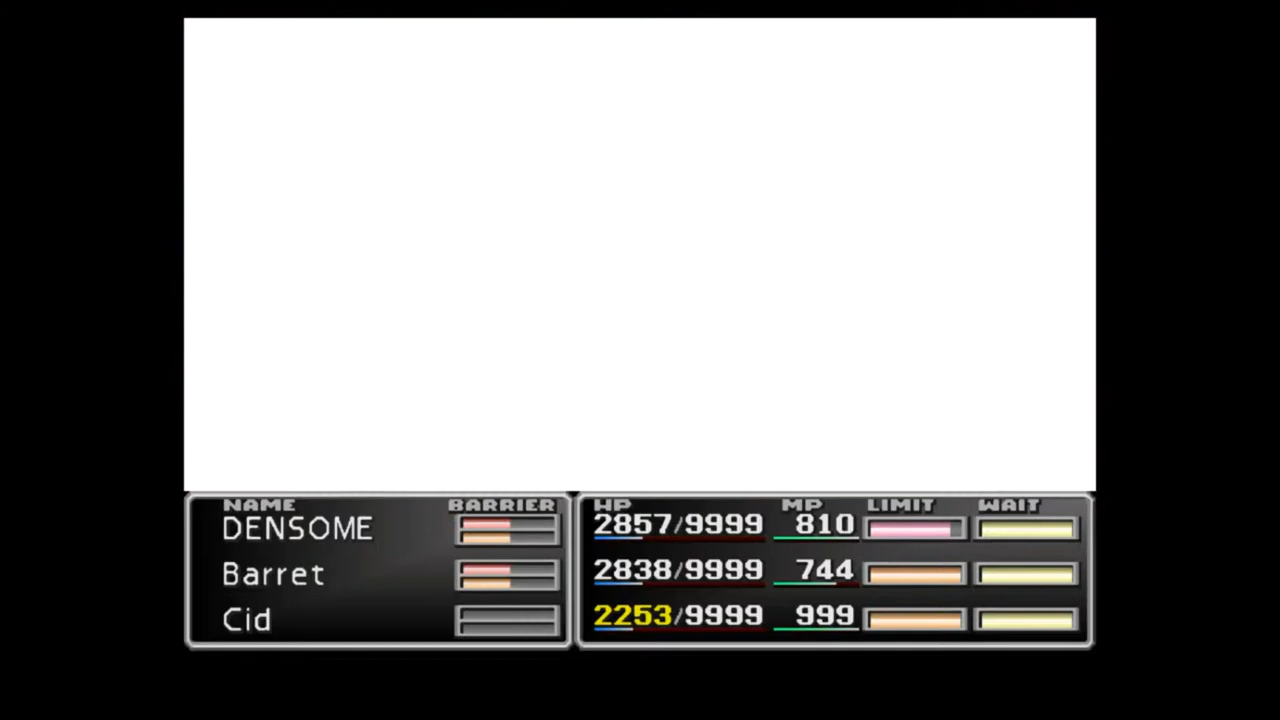 NAME BARRIER HP MP LIMIT WAIT
DENSOME 2857/9999 810
Barret 2838/9999 744
Cid 2253/9999 999